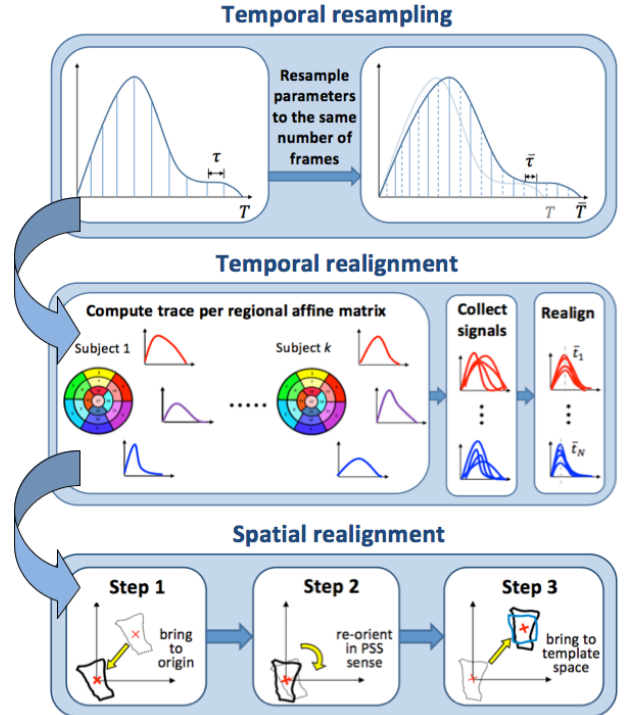 Temporal resampling
Resample
parameters
to the same
number of
frames
τ
T
τ̄
T
T̄
Temporal realignment
Compute trace per regional affine matrix
Subject 1
Subject k
Collect
signals
Realign
t̄₁
t̄_N
Spatial realignment
Step 1
bring
to
origin
Step 2
re-orient
in PSS
sense
Step 3
bring to
template
space